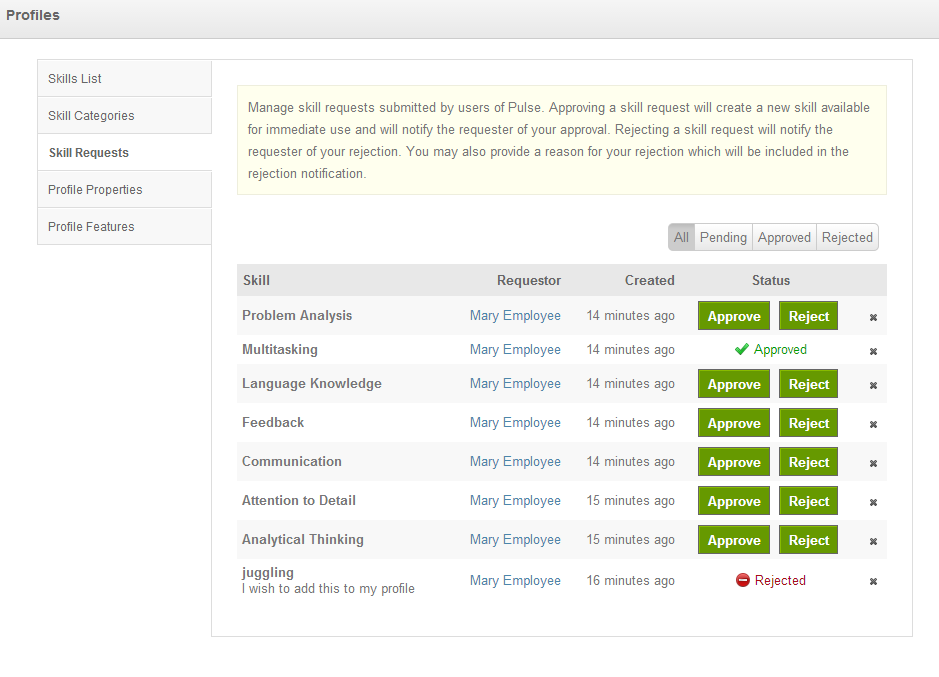 Profiles
Skills List
Skill Categories
Skill Requests
Profile Properties
Profile Features
Manage skill requests submitted by users of Pulse. Approving a skill request will create a new skill available
for immediate use and will notify the requester of your approval. Rejecting a skill request will notify the
requester of your rejection. You may also provide a reason for your rejection which will be included in the
rejection notification.
All Pending Approved Rejected
Skill Requestor Created Status
Problem Analysis Mary Employee 14 minutes ago Approve Reject
Multitasking Mary Employee 14 minutes ago Approved
Language Knowledge Mary Employee 14 minutes ago Approve Reject
Feedback Mary Employee 14 minutes ago Approve Reject
Communication Mary Employee 14 minutes ago Approve Reject
Attention to Detail Mary Employee 15 minutes ago Approve Reject
Analytical Thinking Mary Employee 15 minutes ago Approve Reject
juggling
I wish to add this to my profile Mary Employee 16 minutes ago Rejected